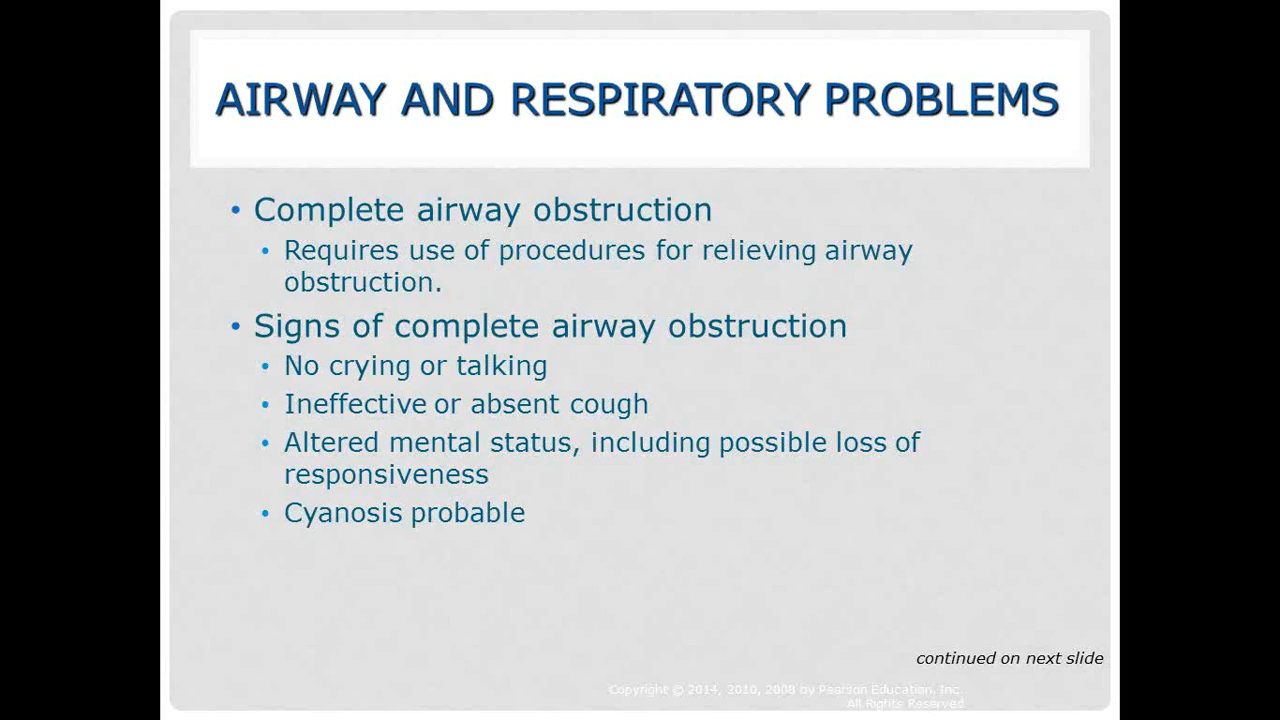 AIRWAY AND RESPIRATORY PROBLEMS
• Complete airway obstruction
• Requires use of procedures for relieving airway
obstruction.
• Signs of complete airway obstruction
• No crying or talking
• Ineffective or absent cough
• Altered mental status, including possible loss of
responsiveness
• Cyanosis probable
continued on next slide
Copyright © 2014, 2010, 2008 by Pearson Education, Inc.
All Rights Reserved